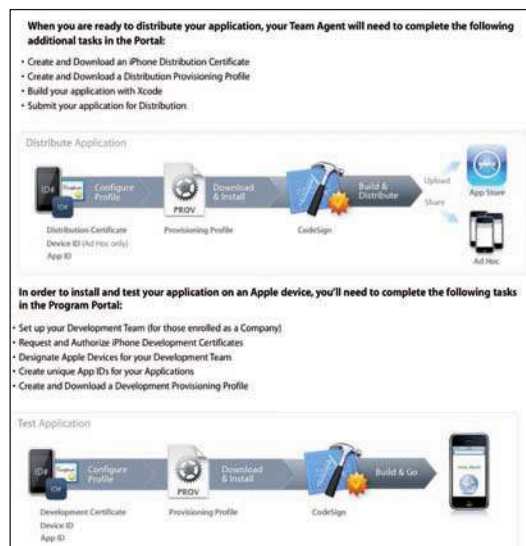 When you are ready to distribute your application, your Team Agent will need to complete the following
additional tasks in the Portal:
• Create and Download an iPhone Distribution Certificate
• Create and Download a Distribution Provisioning Profile
• Build your application with Xcode
• Submit your application for Distribution
Distribute Application
ID#
ID#
Configure
Profile
PROV
Download
& Install
Build &
Distribute
Upload
Share
App Store
Ad Hoc
Distribution Certificate
Device ID (Ad Hoc only)
App ID
Provisioning Profile
CodeSign
In order to install and test your application on an Apple device, you'll need to complete the following tasks
in the Program Portal:
• Set up your Development Team (for those enrolled as a Company)
• Request and Authorize iPhone Development Certificates
• Designate Apple Devices for your Development Team
• Create unique App IDs for your Applications
• Create and Download a Development Provisioning Profile
Test Application
ID#
ID#
Configure
Profile
PROV
Download
& Install
Build & Go
Development Certificate
Device ID
App ID
Provisioning Profile
CodeSign